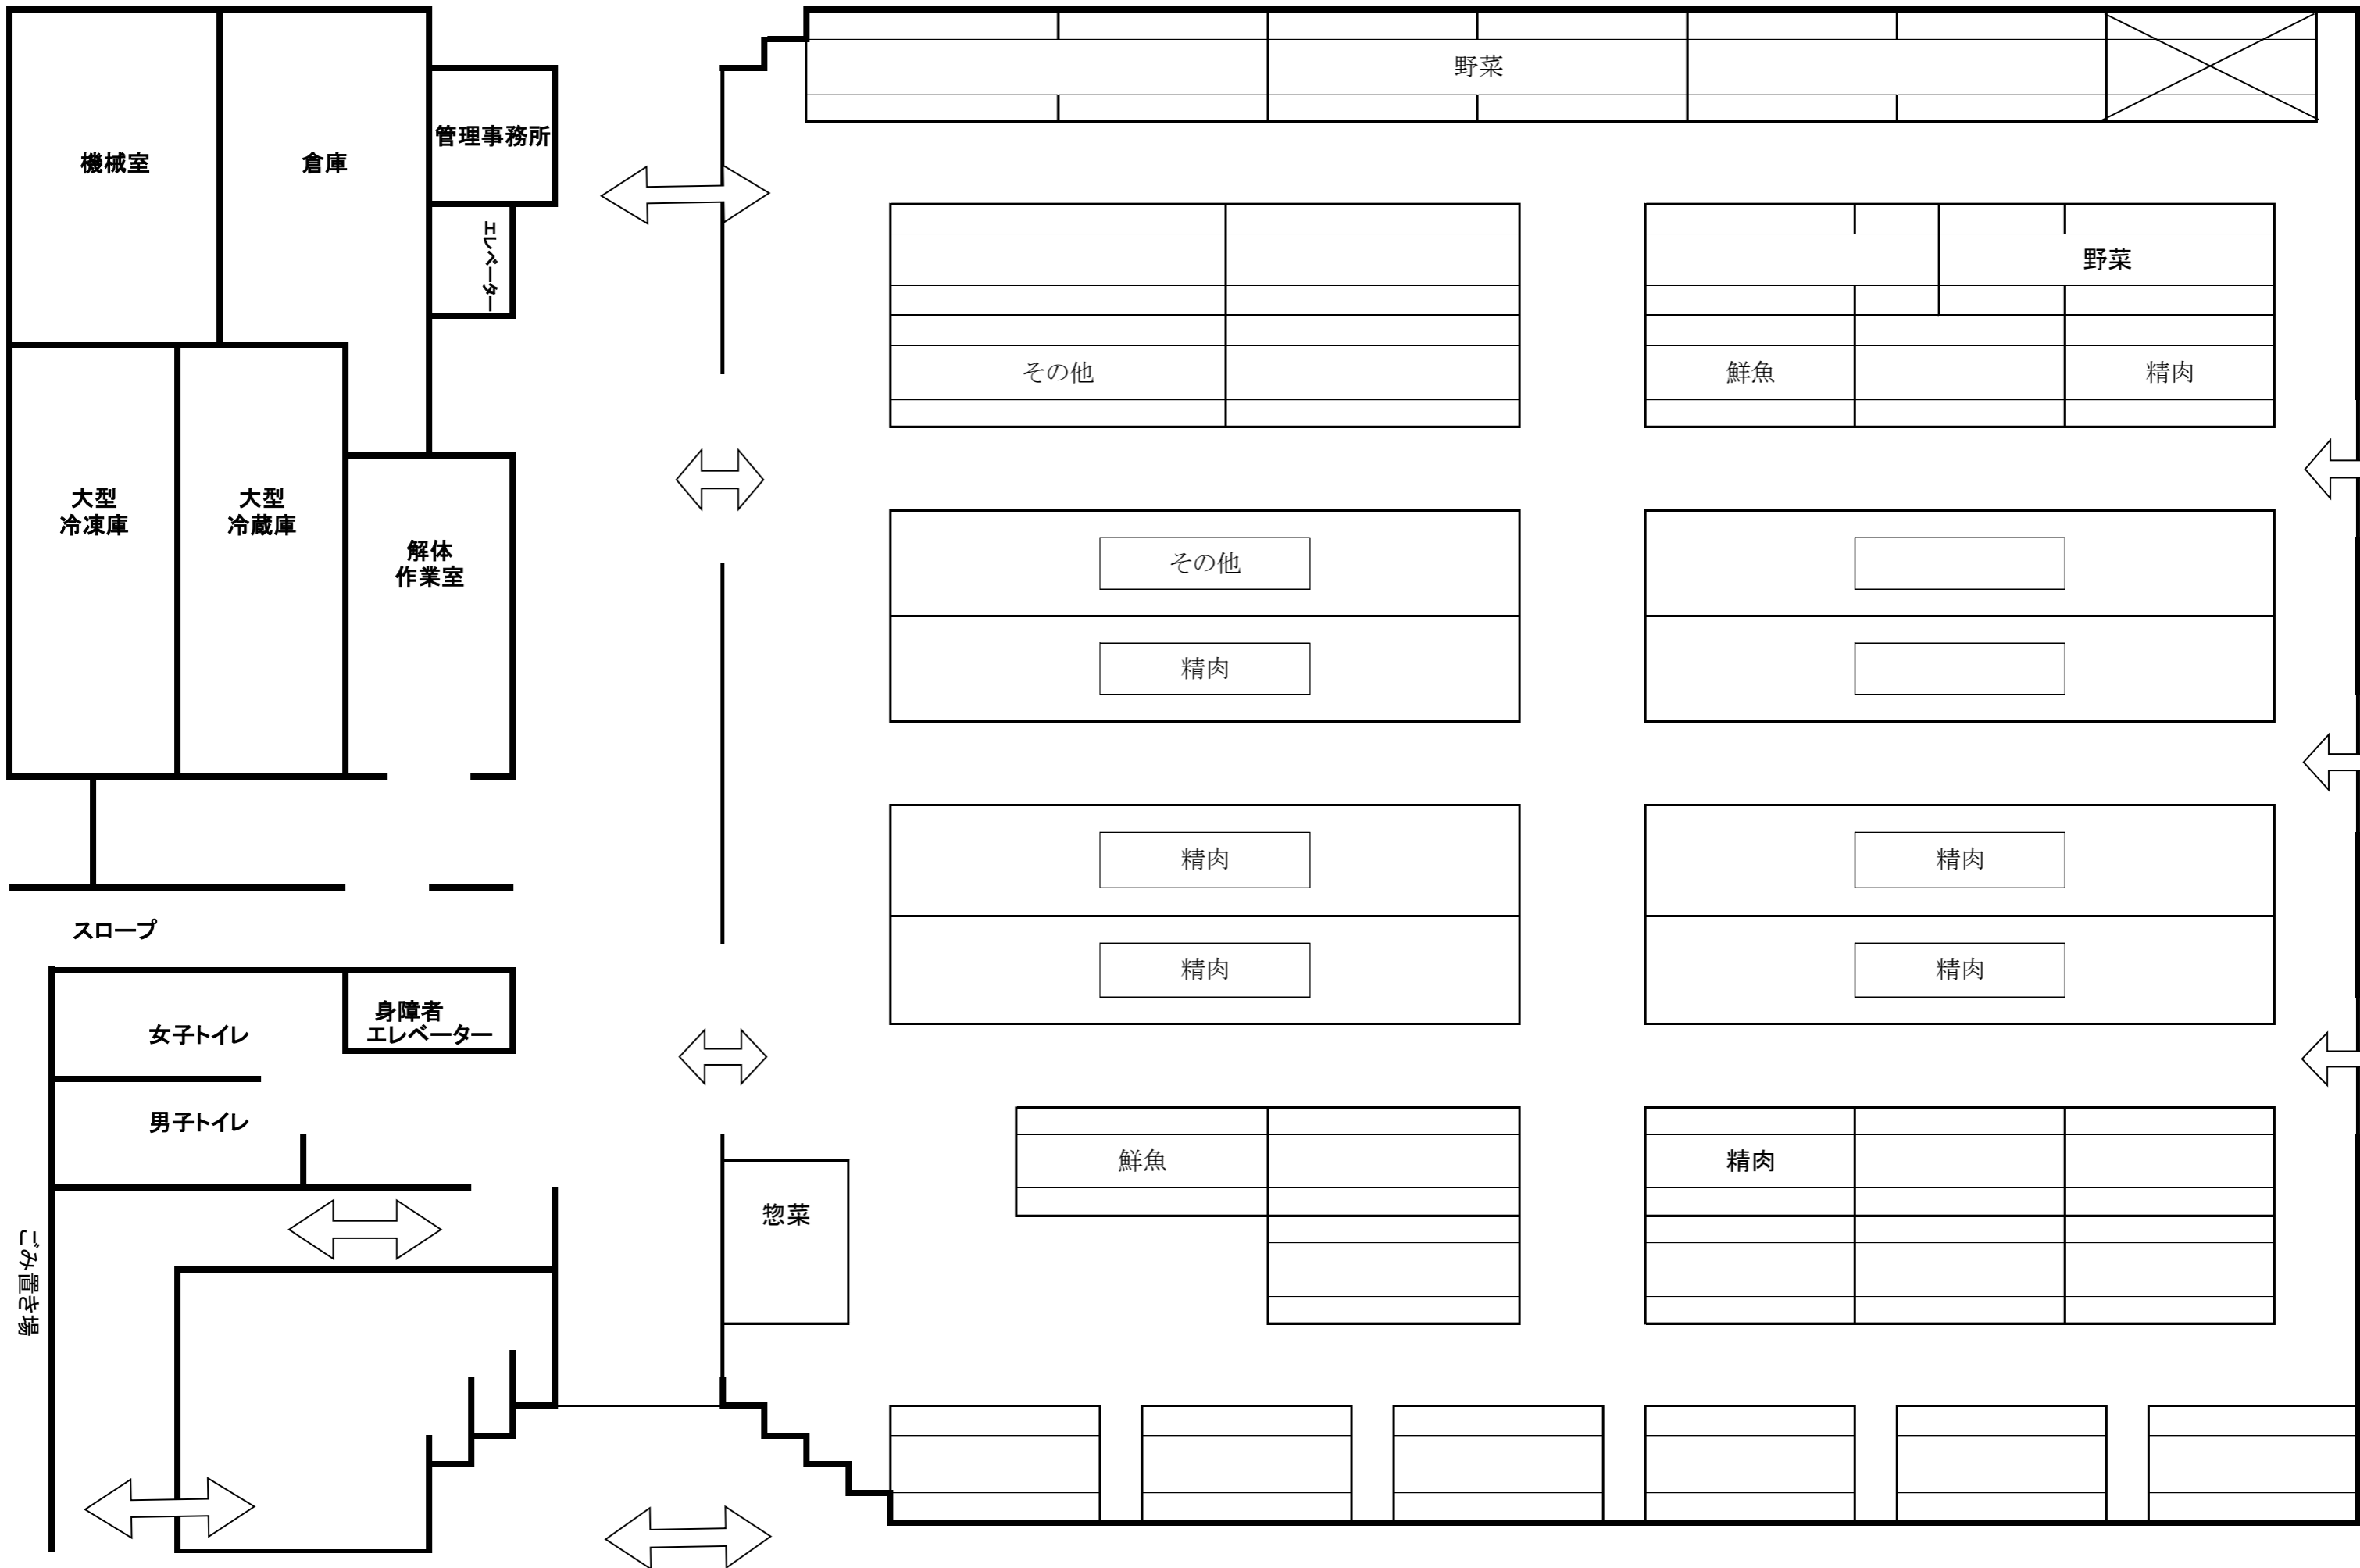 野菜
管理事務所
機械室
倉庫
エレベーター
野菜
その他
鮮魚
精肉
大型
冷凍庫
大型
冷蔵庫
解体
作業室
その他
精肉
精肉
精肉
精肉
精肉
スロープ
身障者
エレベーター
女子トイレ
男子トイレ
鮮魚
精肉
惣菜
ごみ置き場